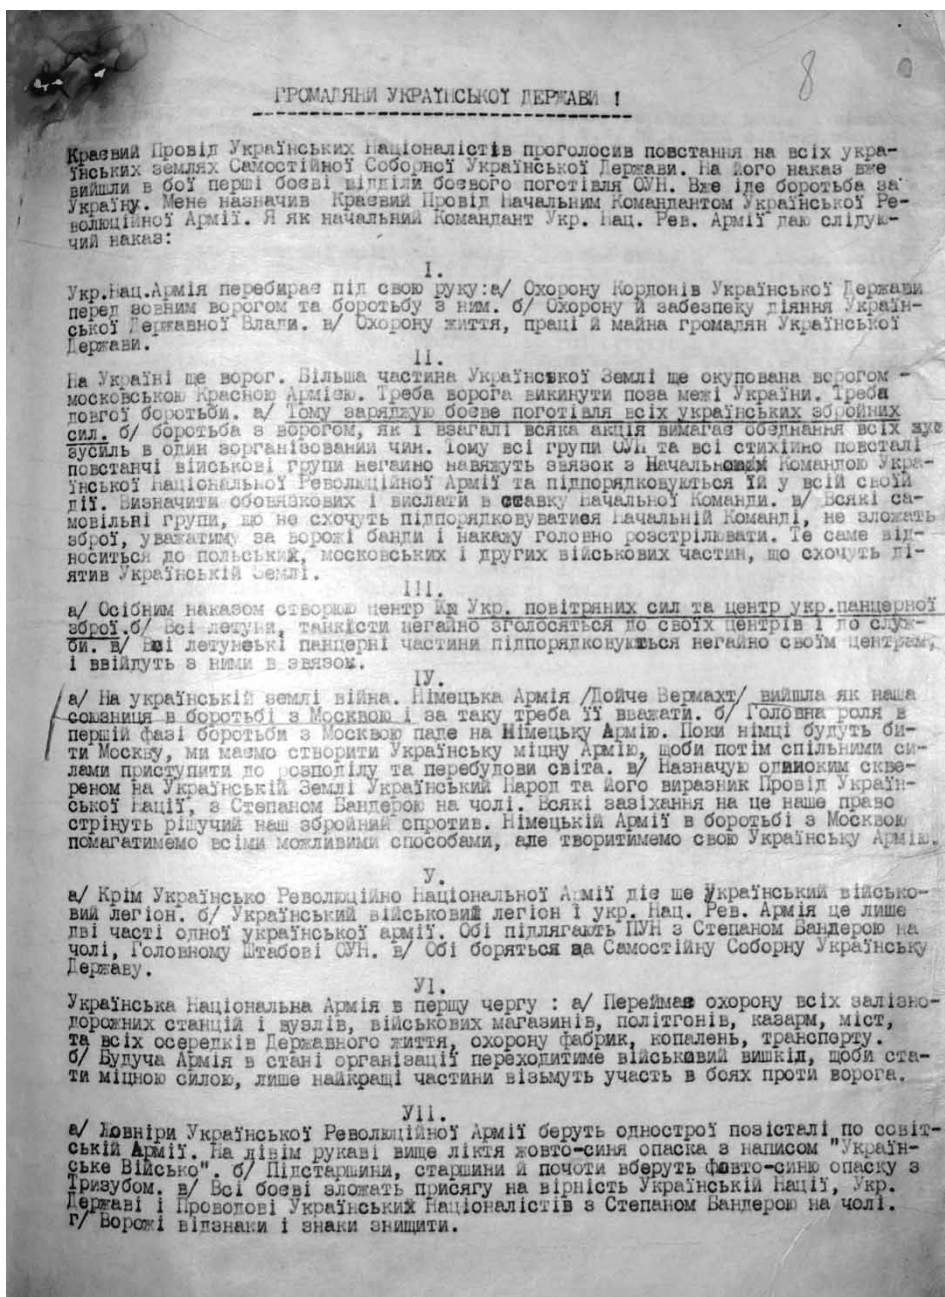 8
ГРОМАДЯНИ УКРАЇНСЬКОЇ ДЕРЖАВИ !
Краєвий Провід Українських Націоналістів проголосив повстання на всіх укра-
їнських землях Самостійної Соборної Української Держави. На його наказ вже
вийшли в бої перші боєві відділи боєвого поготівля ОУН. Вже іде боротьба за
Україну. Мене назначив Краєвий Провід Начальним Командантом Української Ре-
волюційної Армії. Я як начальний Командант Укр. Нац. Рев. Армії даю слідую-
чий наказ:
І.
Укр.Нац.Армія перебирає під свою руку:а/ Охорону Кордонів Української Держави
перед зовним ворогом та боротьбу з ним. б/ Охорону й забезпеку діяння Україн-
ської Державної Влади. в/ Охорону життя, праці й майна громадян Української
Держави.
ІІ.
На Україні ще ворог. Більша частина Української Землі ще окупована ворогом -
московською Красною Армією. Треба ворога викинути поза межі України. Треба
довгої боротьби. а/ Тому заряджую боєве поготівля всіх українських збройних
сил. б/ боротьба з ворогом, як і взагалі всяка акція вимагає обєднання всіх
зусиль в один зорганізований чин. Тому всі групи ОУН та всі стихійно повсталі
повстанчі військові групи негайно навяжуть звязок з Начальною Командою Укра-
їнської Національної Революційної Армії та підпорядковуються їй у всій своїй
дії. Визначити обовязкових і вислати в ставку Начальної Команди. в/ Всякі са-
мовільні групи, що не схочуть підпорядковуватися Начальній Команді, не зложать
зброї, уважатиму за ворожі банди і накажу головно розстрілювати. Те саме від-
носиться до польських, московських і других військових частин, що схочуть ді-
ятив Українській Землі.
ІІІ.
а/ Осібним наказом створюю центр Укр. повітряних сил та центр укр.панцерної
зброї.б/ Всі летуни, танкісти негайно зголосяться до своїх центрів і до служ-
би. в/ Всі летунські панцерні частини підпорядковуються негайно своїм центрам,
і ввійдуть з ними в звязок.
ІУ.
а/ На українській землі війна. Німецька Армія /Дойче Вермахт/ вийшла як наша
союзниця в боротьбі з Москвою і за таку треба її вважати. б/ Головна роля в
першій фазі боротьби з Москвою паде на Німецьку Армію. Поки німці будуть би-
ти Москву, ми маємо створити Українську міцну Армію, щоби потім спільними си-
лами приступити до розподілу та перебудови світа. в/ Назначую одиноким скве-
реном на Українській Землі Український Народ та його виразник Провід Україн-
ської Нації, з Степаном Бандерою на чолі. Всякі зазіхання на це наше право
стрінуть рішучий наш збройний спротив. Німецькій Армії в боротьбі з Москвою
помагатимемо всіми можливими способами, але творитимемо свою Українську Армію.
У.
а/ Крім Українсько Революційно Національної Армії діє ще Український військо-
вий легіон. б/ Український військовий легіон і укр. Нац. Рев. Армія це лише
дві часті одної української армії. Обі підлягають ПУН з Степаном Бандерою на
чолі, Головному Штабові ОУН. в/ Обі боряться за Самостійну Соборну Українську
Державу.
УІ.
Українська Національна Армія в першу чергу : а/ Переймає охорону всіх залізно-
дорожних станцій і вузлів, військових магазинів, політгонів, казарм, міст,
та всіх осередків Державного життя, охорону фабрик, копалень, транспорту.
б/ Будуча Армія в стані організації переходитиме військовий вишкіл, щоби ста-
ти міцною силою, лише найкращі частини візьмуть участь в боях проти ворога.
УІІ.
а/ Жовніри Української Революційної Армії беруть однострої позісталі по совіт-
ській Армії. На лівім рукаві вище ліктя жовто-синя опаска з написом "Україн-
ське Військо". б/ Підстаршини, старшини й почоти вберуть фовто-синю опаску з
Тризубом. в/ Всі боєві зложать присягу на вірність Українській Нації, Укр.
Державі і Проводові Українських Націоналістів з Степаном Бандерою на чолі.
г/ Ворожі відзнаки і знаки знищити.